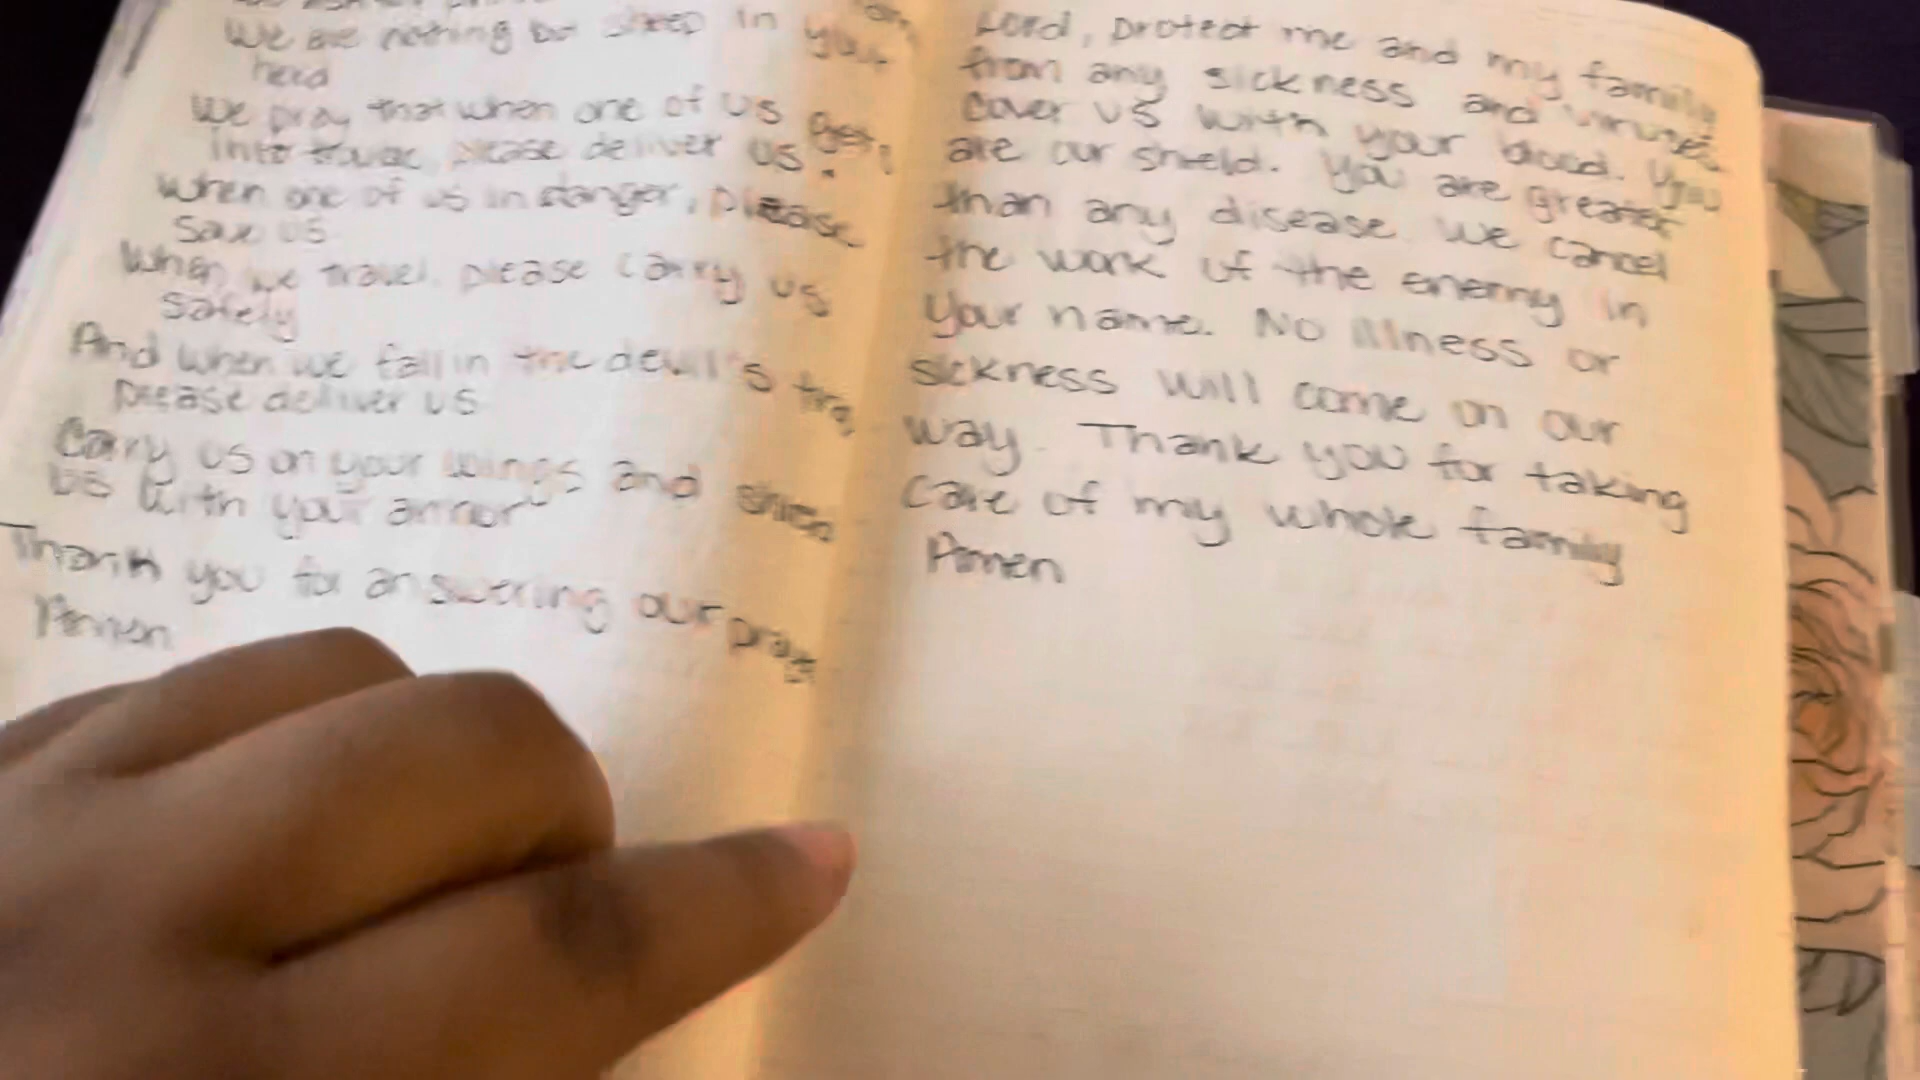 We are nothing but sheep in your
herd
We pray that when one of us gets
into trouble, please deliver us.
When one of us in danger, please
save us
When we travel, please carry us
safely
And when we fall in the devil's
please deliver us
Carry us on your wings and shield
us with your armor
Thank you for answering our
Amen
Lord, protect me and my family
from any sickness and viruses
Cover us with your blood. You
are our shield. You are greater
than any disease. We cancel
the work of the enemy in
your name. No illness or
sickness will come on our
way. Thank you for taking
care of my whole family
Amen